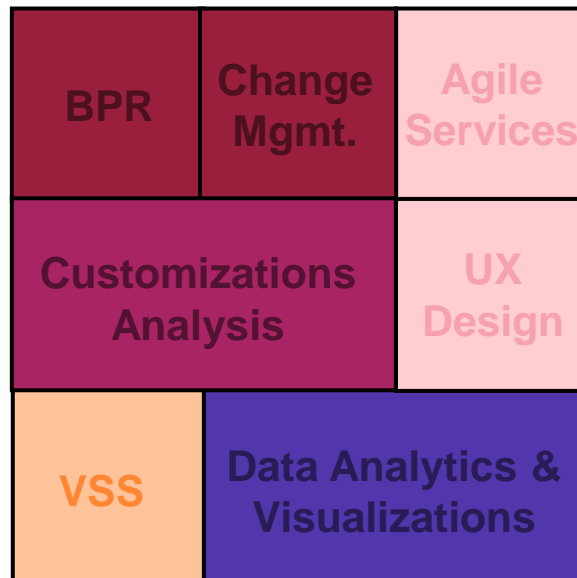 BPR
Change
Mgmt.
Agile
Services
Customizations
Analysis
UX
Design
VSS
Data Analytics &
Visualizations